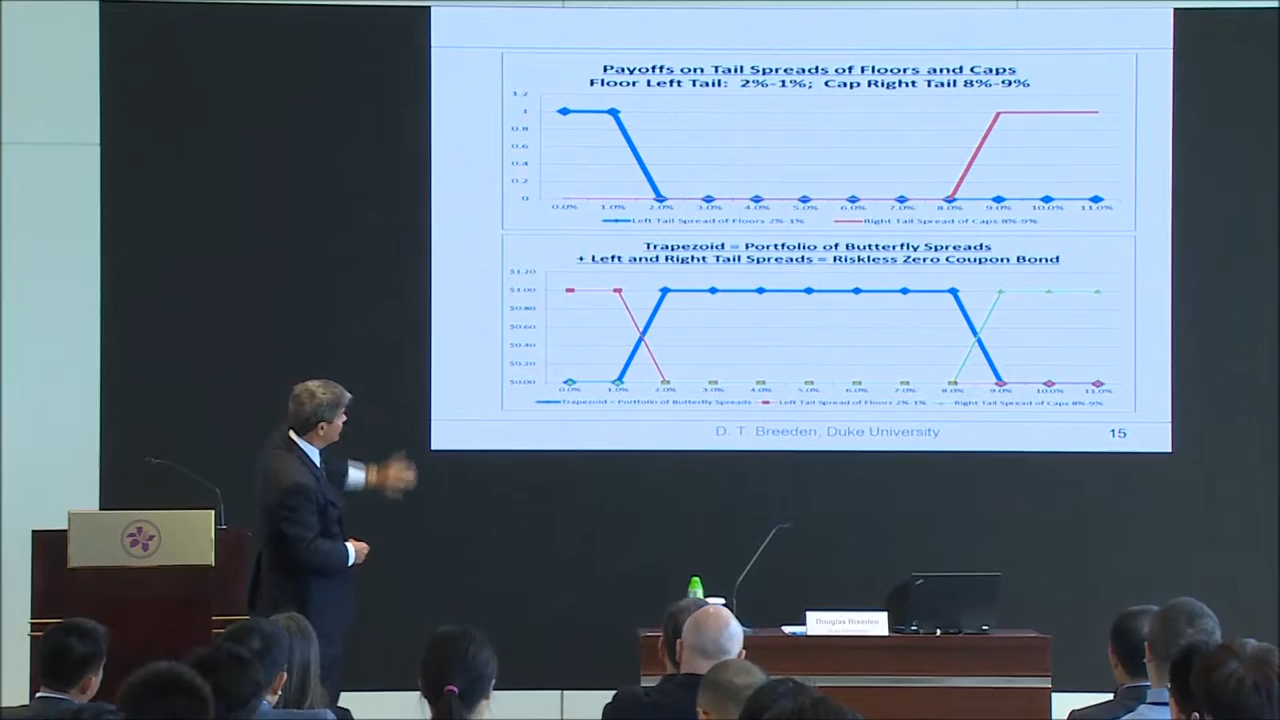 Payoffs on Tail Spreads of Floors and Caps
Floor Left Tail: 2%-1%; Cap Right Tail 8%-9%
1.2
1
0.8
0.6
0.4
0.2
0
0.0% 1.0% 2.0% 3.0% 4.0% 5.0% 6.0% 7.0% 8.0% 9.0% 10.0% 11.0%
Left Tail Spread of Floors 2%-1% Right Tail Spread of Caps 8%-9%
Trapezoid = Portfolio of Butterfly Spreads
+ Left and Right Tail Spreads = Riskless Zero Coupon Bond
$1.20
$1.00
$0.80
$0.60
$0.40
$0.20
$0.00
0.0% 1.0% 2.0% 3.0% 4.0% 5.0% 6.0% 7.0% 8.0% 9.0% 10.0% 11.0%
Trapezoid = Portfolio of Butterfly Spreads Left Tail Spread of Floors 2%-1% Right Tail Spread of Caps 8%-9%
D. T. Breeden, Duke University 15
Douglas Breeden